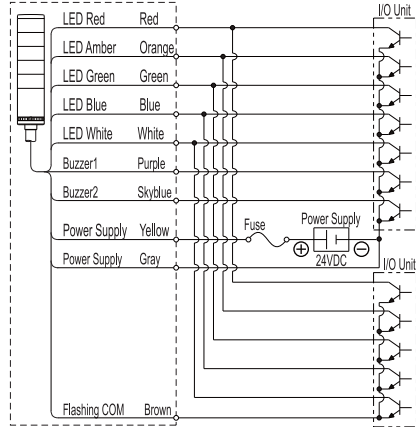 I/O Unit
LED Red Red
LED Amber Orange
LED Green Green
LED Blue Blue
LED White White
Buzzer1 Purple
Buzzer2 Skyblue
Power Supply Yellow
Fuse
Power Supply
+ −
24VDC
Power Supply Gray
I/O Unit
Flashing COM Brown